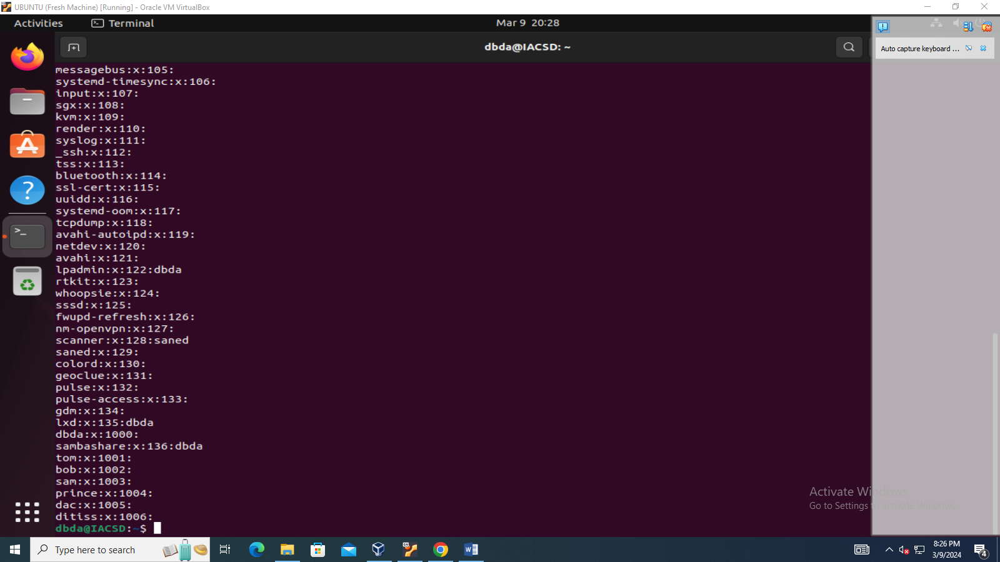 UBUNTU (Fresh Machine) [Running] - Oracle VM VirtualBox
Activities
Terminal
Mar 9 20:28
dbda@IACSD: ~
Auto capture keyboard ...
messagebus:x:105:
systemd-timesync:x:106:
input:x:107:
sgx:x:108:
kvm:x:109:
render:x:110:
syslog:x:111:
_ssh:x:112:
tss:x:113:
bluetooth:x:114:
ssl-cert:x:115:
uuidd:x:116:
systemd-oom:x:117:
tcpdump:x:118:
avahi-autoipd:x:119:
netdev:x:120:
avahi:x:121:
lpadmin:x:122:dbda
rtkit:x:123:
whoopsie:x:124:
sssd:x:125:
fwupd-refresh:x:126:
nm-openvpn:x:127:
scanner:x:128:saned
saned:x:129:
colord:x:130:
geoclue:x:131:
pulse:x:132:
pulse-access:x:133:
gdm:x:134:
lxd:x:135:dbda
dbda:x:1000:
sambashare:x:136:dbda
tom:x:1001:
bob:x:1002:
sam:x:1003:
prince:x:1004:
dac:x:1005:
ditiss:x:1006:
dbda@IACSD:~$
Activate Windows
Go to Settings to activate Windows.
Type here to search
8:26 PM
3/9/2024
4